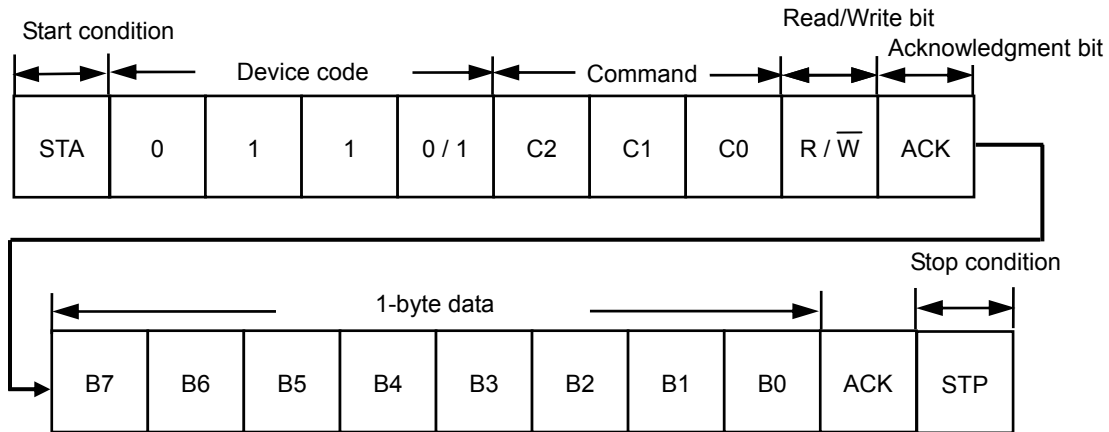 Read/Write bit
Start condition
Acknowledgment bit
Device code
Command
STA 0 1 1 0 / 1 C2 C1 C0 R / W̅ ACK
Stop condition
1-byte data
B7 B6 B5 B4 B3 B2 B1 B0 ACK STP